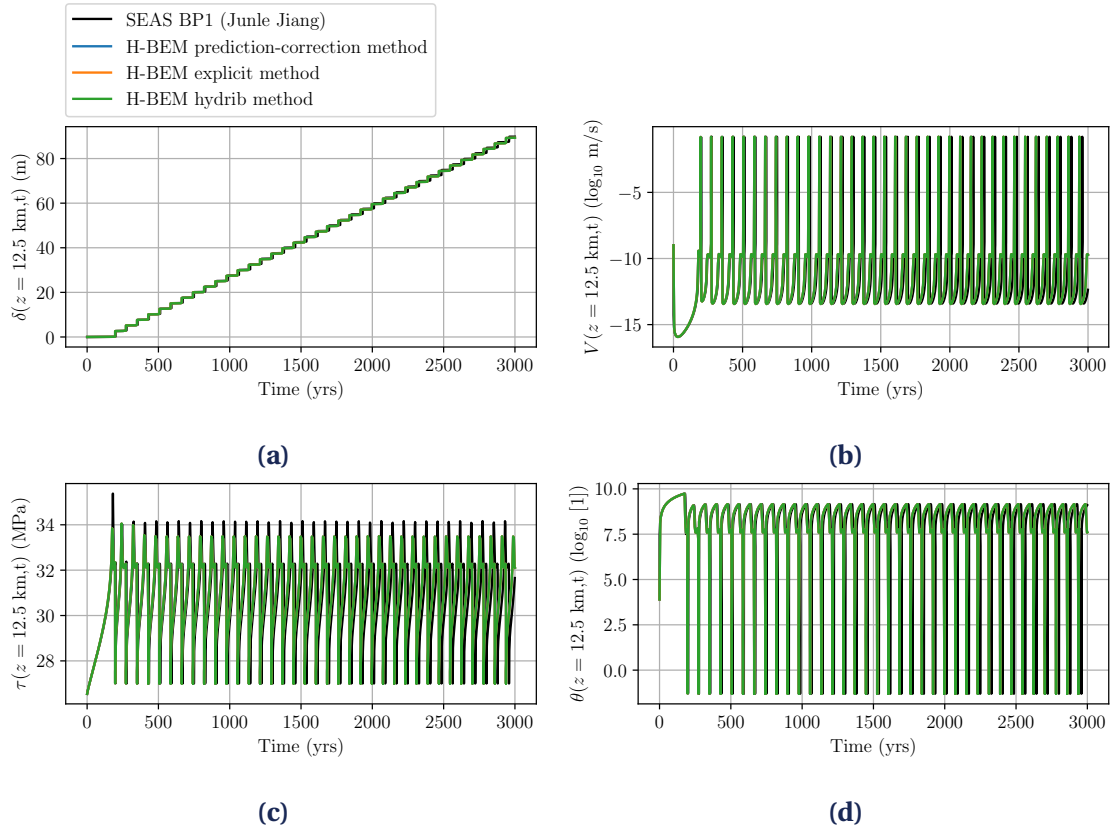 SEAS BP1 (Junle Jiang)
H-BEM prediction-correction method
H-BEM explicit method
H-BEM hydrib method
δ(z = 12.5 km,t) (m)
80
60
40
20
0
0 500 1000 1500 2000 2500 3000
Time (yrs)
(a)
V(z = 12.5 km,t) (log₁₀ m/s)
−5
−10
−15
0 500 1000 1500 2000 2500 3000
Time (yrs)
(b)
τ(z = 12.5 km,t) (MPa)
34
32
30
28
0 500 1000 1500 2000 2500 3000
Time (yrs)
(c)
θ(z = 12.5 km,t) (log₁₀ [1])
10.0
7.5
5.0
2.5
0.0
0 500 1000 1500 2000 2500 3000
Time (yrs)
(d)